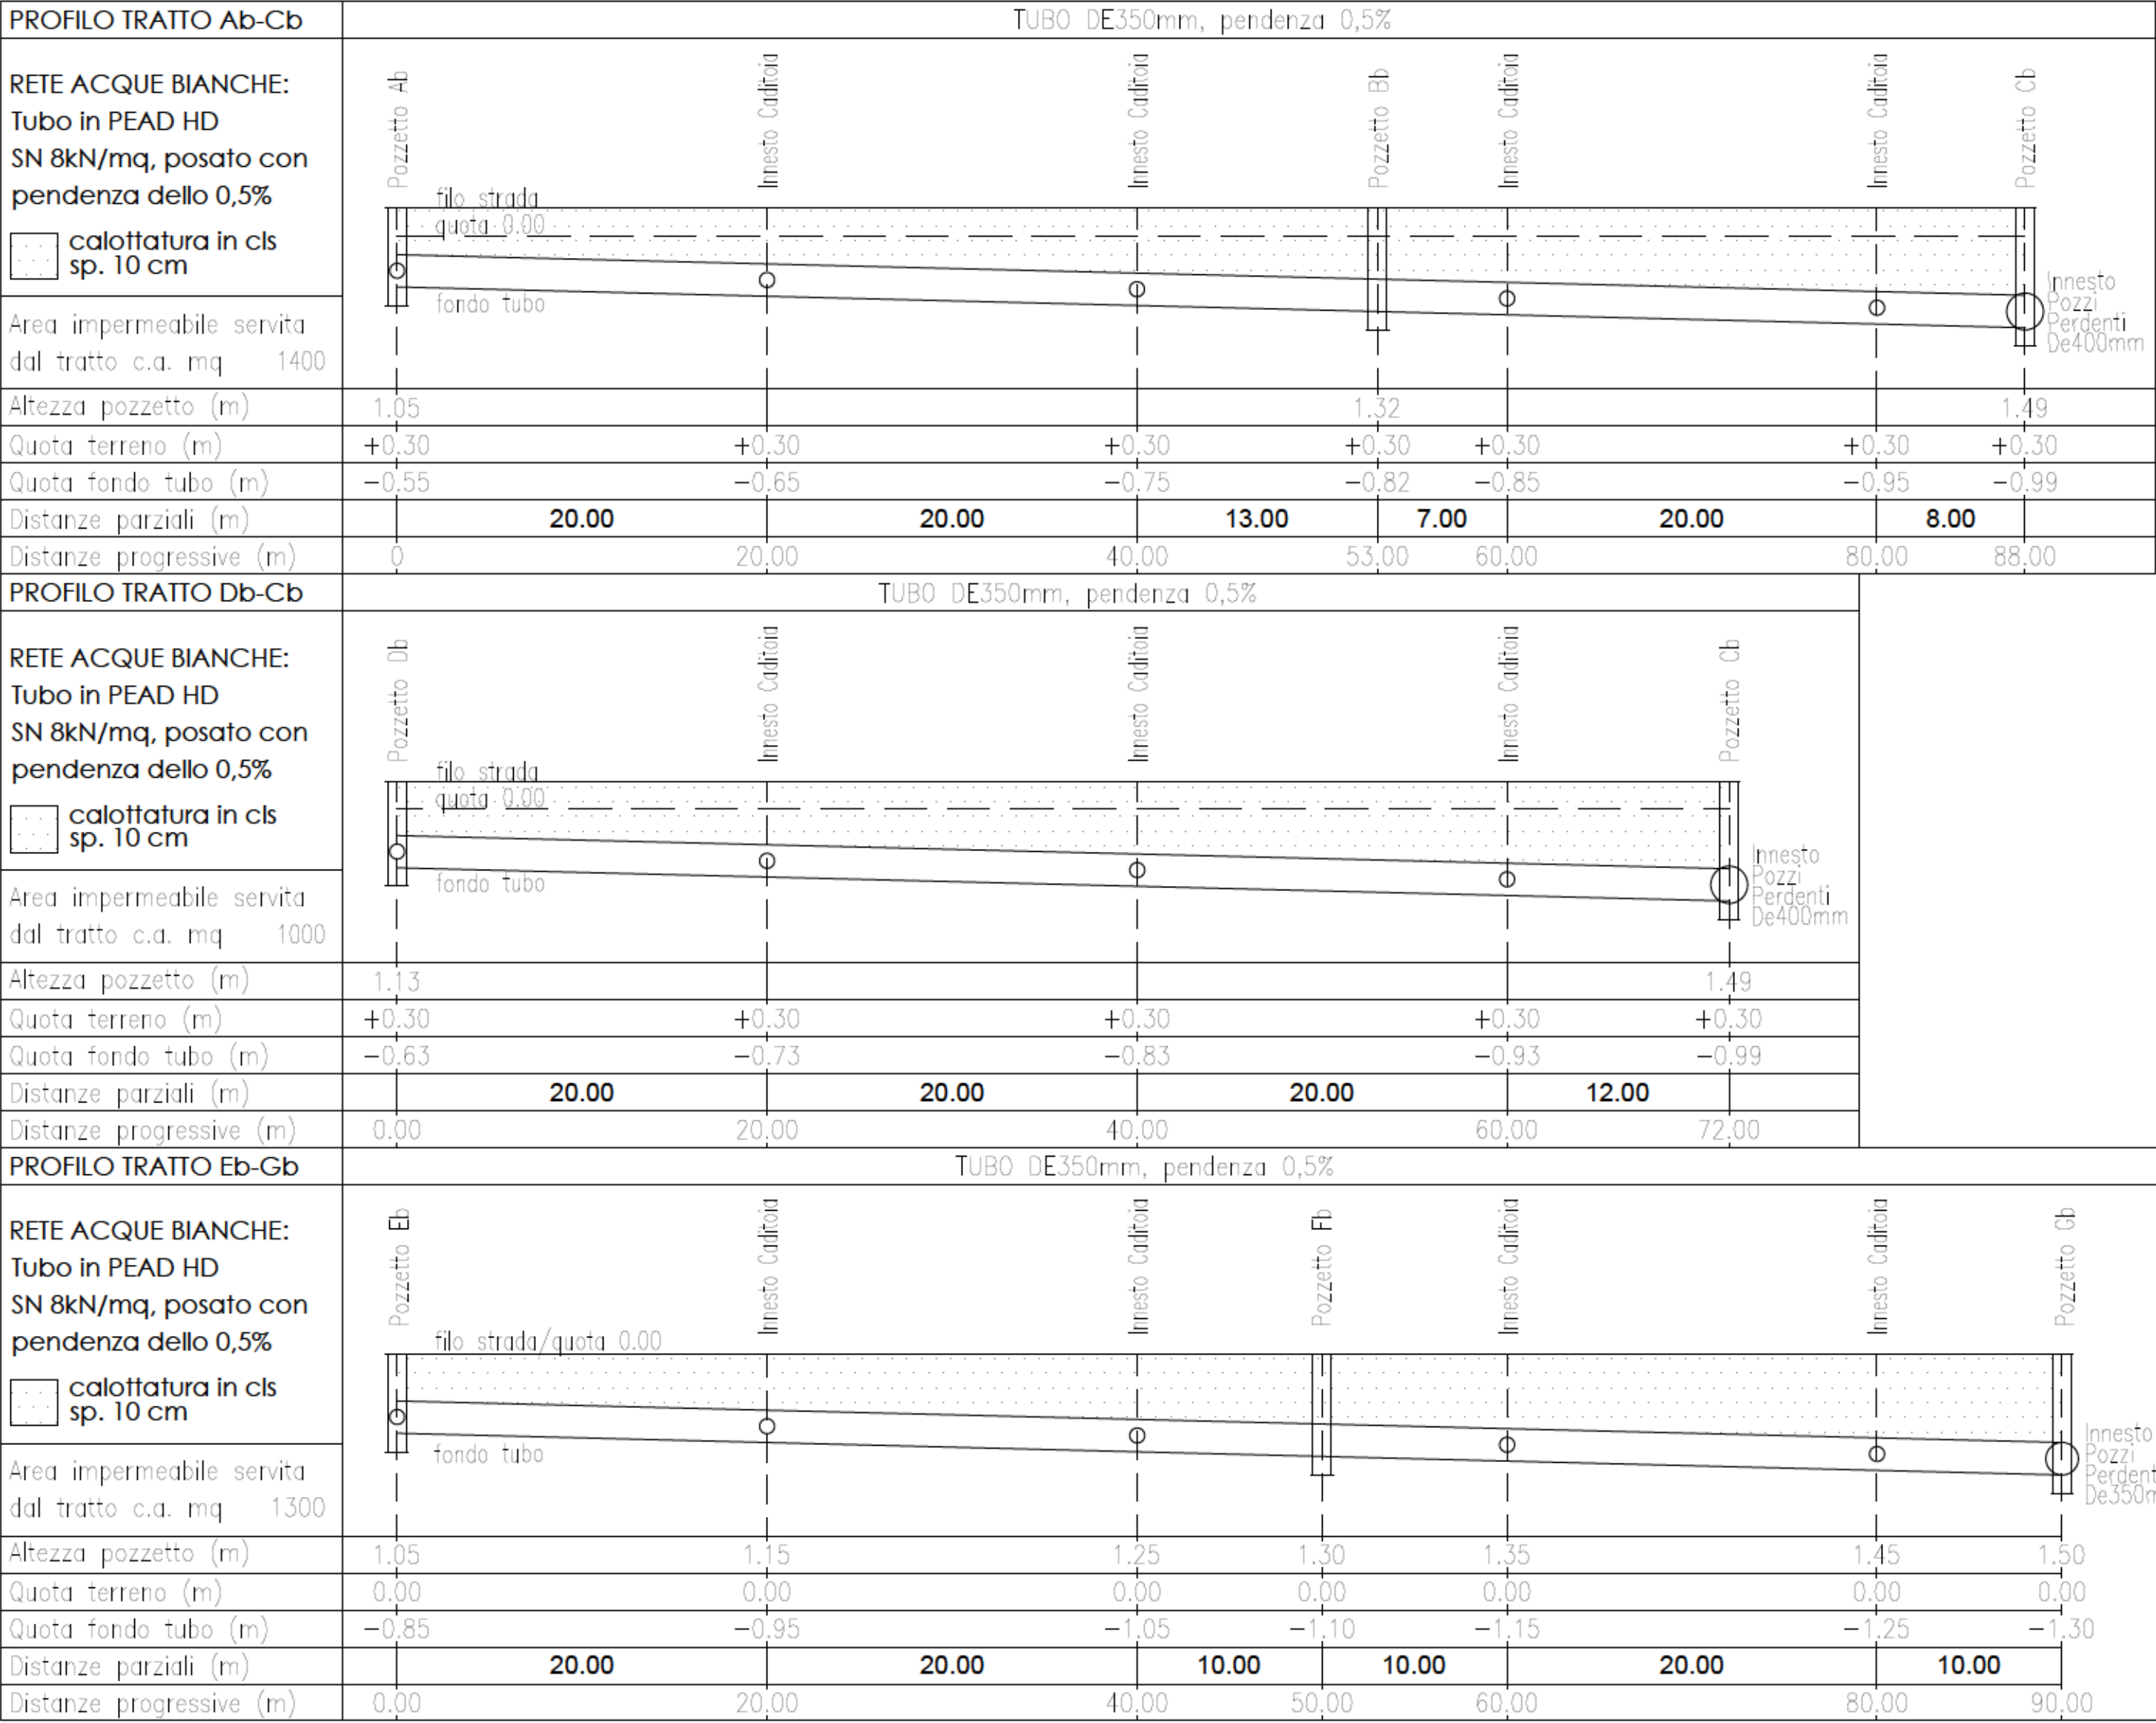 PROFILO TRATTO Ab-Cb
TUBO DE350mm, pendenza 0,5%
RETE ACQUE BIANCHE:
Tubo in PEAD HD
SN 8kN/mq, posato con
pendenza dello 0,5%
calottatura in cls
sp. 10 cm
Area impermeabile servita
dal tratto c.a. mq 1400
Pozzetto Ab
Innesto Caditoia
Innesto Caditoia
Pozzetto Bb
Innesto Caditoia
Innesto Caditoia
Pozzetto Cb
filo strada
quota 0.00
fondo tubo
Innesto
Pozzi
Perdenti
De400mm
Altezza pozzetto (m) 1.05 1.32 1.49
Quota terreno (m) +0.30 +0.30 +0.30 +0.30 +0.30 +0.30 +0.30
Quota fondo tubo (m) −0.55 −0.65 −0.75 −0.82 −0.85 −0.95 −0.99
Distanze parziali (m) 20.00 20.00 13.00 7.00 20.00 8.00
Distanze progressive (m) 0 20.00 40.00 53.00 60.00 80.00 88.00
PROFILO TRATTO Db-Cb
TUBO DE350mm, pendenza 0,5%
RETE ACQUE BIANCHE:
Tubo in PEAD HD
SN 8kN/mq, posato con
pendenza dello 0,5%
calottatura in cls
sp. 10 cm
Area impermeabile servita
dal tratto c.a. mq 1000
Pozzetto Db
Innesto Caditoia
Innesto Caditoia
Innesto Caditoia
Pozzetto Cb
filo strada
quota 0.00
fondo tubo
Innesto
Pozzi
Perdenti
De400mm
Altezza pozzetto (m) 1.13 1.49
Quota terreno (m) +0.30 +0.30 +0.30 +0.30 +0.30
Quota fondo tubo (m) −0.63 −0.73 −0.83 −0.93 −0.99
Distanze parziali (m) 20.00 20.00 20.00 12.00
Distanze progressive (m) 0.00 20.00 40.00 60.00 72.00
PROFILO TRATTO Eb-Gb
TUBO DE350mm, pendenza 0,5%
RETE ACQUE BIANCHE:
Tubo in PEAD HD
SN 8kN/mq, posato con
pendenza dello 0,5%
calottatura in cls
sp. 10 cm
Area impermeabile servita
dal tratto c.a. mq 1300
Pozzetto Eb
Innesto Caditoia
Innesto Caditoia
Pozzetto Fb
Innesto Caditoia
Innesto Caditoia
Pozzetto Gb
filo strada/quota 0.00
fondo tubo
Innesto
Pozzi
Perdent
De350m
Altezza pozzetto (m) 1.05 1.15 1.25 1.30 1.35 1.45 1.50
Quota terreno (m) 0.00 0.00 0.00 0.00 0.00 0.00 0.00
Quota fondo tubo (m) −0.85 −0.95 −1.05 −1.10 −1.15 −1.25 −1.30
Distanze parziali (m) 20.00 20.00 10.00 10.00 20.00 10.00
Distanze progressive (m) 0.00 20.00 40.00 50.00 60.00 80.00 90.00